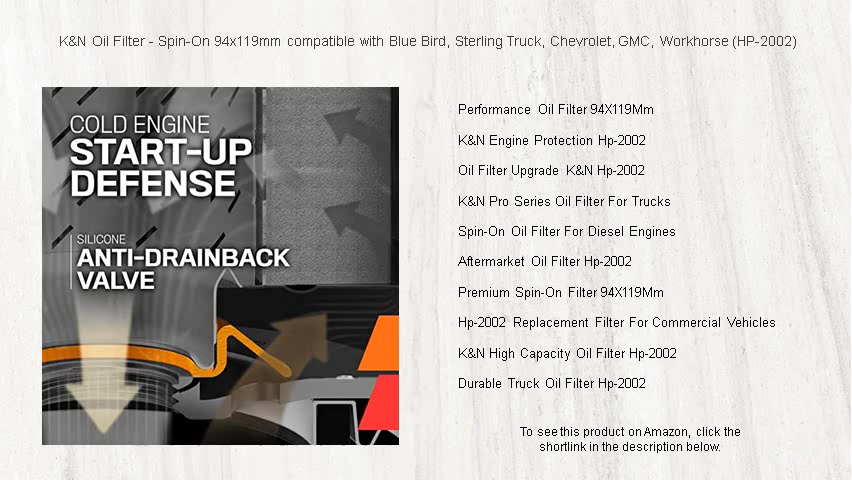 K&N Oil Filter - Spin-On 94x119mm compatible with Blue Bird, Sterling Truck, Chevrolet, GMC, Workhorse (HP-2002)
COLD ENGINE
START-UP
DEFENSE
SILICONE
ANTI-DRAINBACK
VALVE
Performance Oil Filter 94X119Mm
K&N Engine Protection Hp-2002
Oil Filter Upgrade K&N Hp-2002
K&N Pro Series Oil Filter For Trucks
Spin-On Oil Filter For Diesel Engines
Aftermarket Oil Filter Hp-2002
Premium Spin-On Filter 94X119Mm
Hp-2002 Replacement Filter For Commercial Vehicles
K&N High Capacity Oil Filter Hp-2002
Durable Truck Oil Filter Hp-2002
To see this product on Amazon, click the
shortlink in the description below.